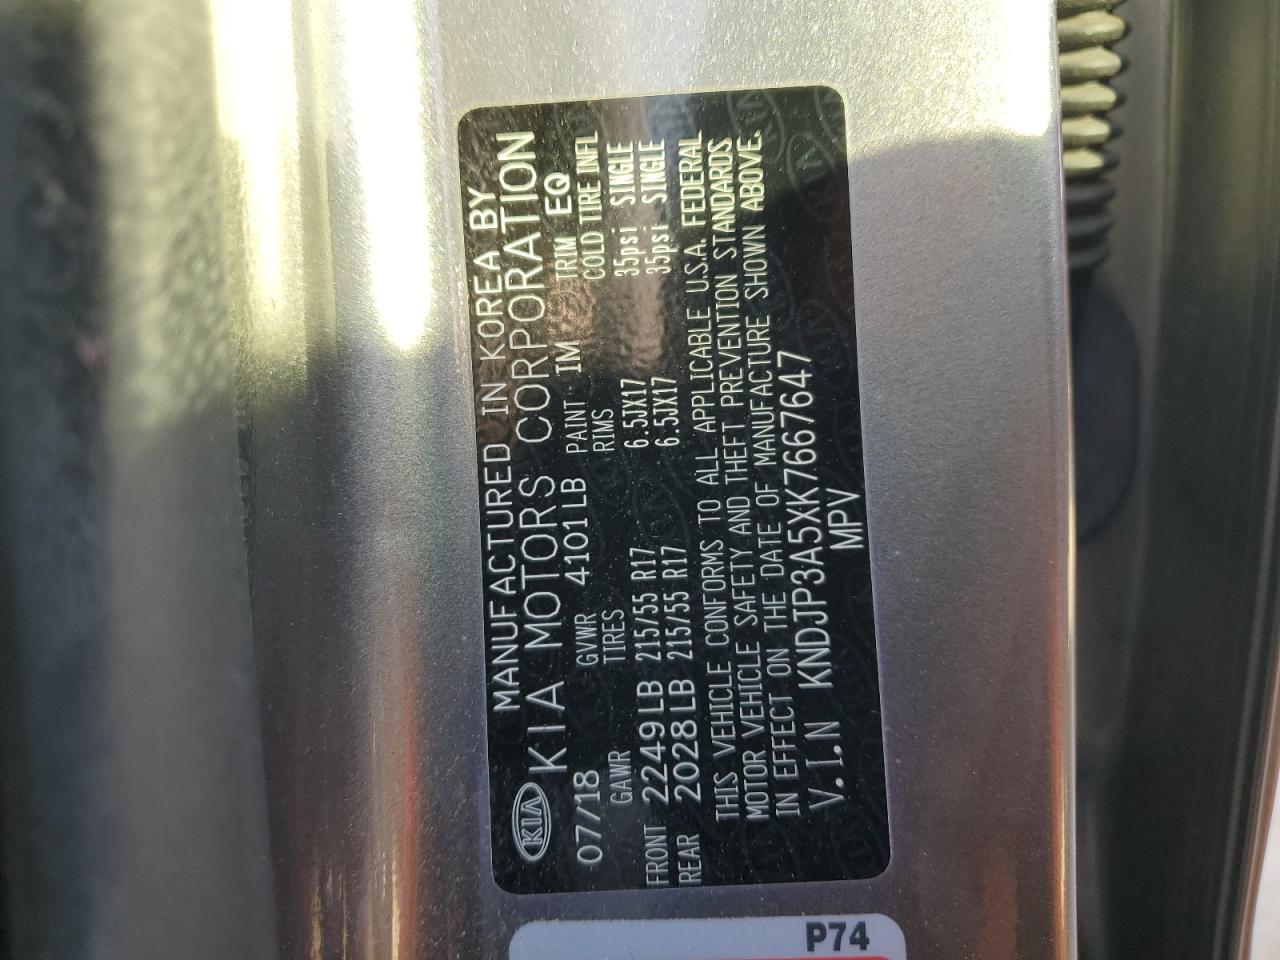 MANUFACTURED IN KOREA BY
KIA KIA MOTORS CORPORATION
07/18 GVWR 4101LB PAINT IM TRIM EQ
GAWR TIRES RIMS COLD TIRE INFL
FRONT 2249LB 215/55 R17 6.5JX17 35psi SINGLE
REAR 2028LB 215/55 R17 6.5JX17 35psi SINGLE
THIS VEHICLE CONFORMS TO ALL APPLICABLE U.S.A. FEDERAL
MOTOR VEHICLE SAFETY AND THEFT PREVENTION STANDARDS
IN EFFECT ON THE DATE OF MANUFACTURE SHOWN ABOVE.
V.I.N KNDJP3A5XK7667647
MPV
P74